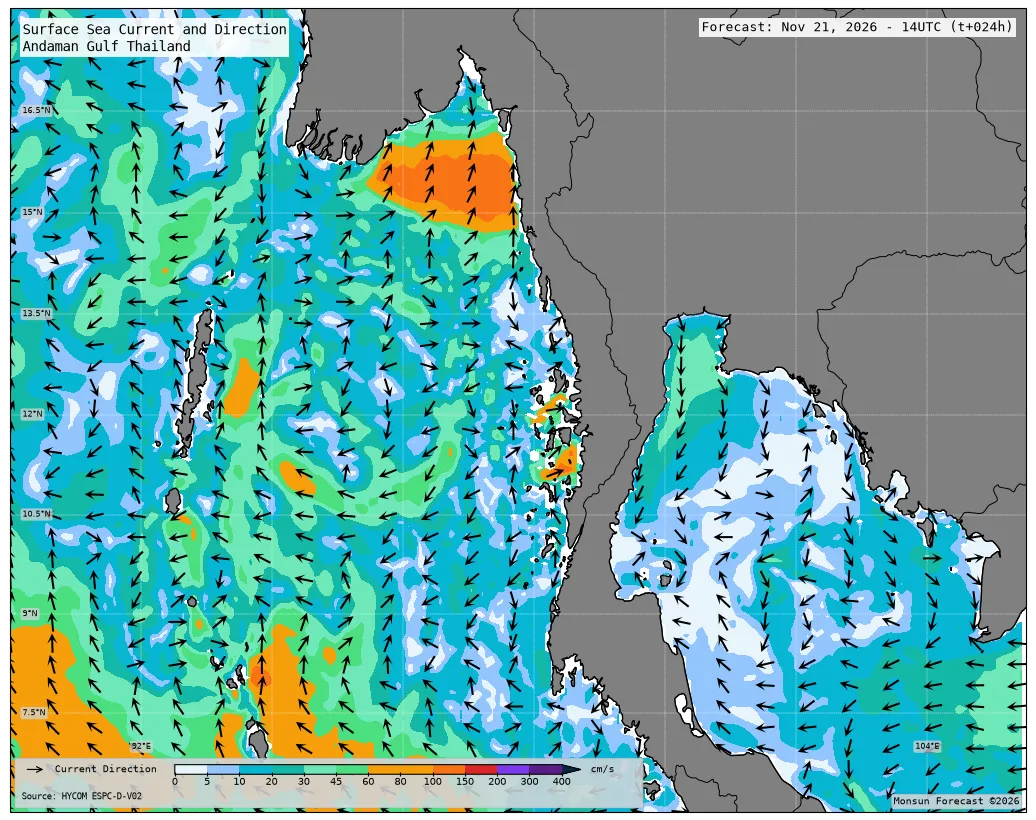 Surface Sea Current and Direction
Andaman Gulf Thailand
Forecast: Nov 21, 2026 - 14UTC (t+024h)
16.5°N
15°N
13.5°N
12°N
10.5°N
9°N
7.5°N
92°E
104°E
Current Direction
0 5 10 20 30 45 60 80 100 150 200 300 400 cm/s
Source: HYCOM ESPC-D-V02
Monsun Forecast ©2026